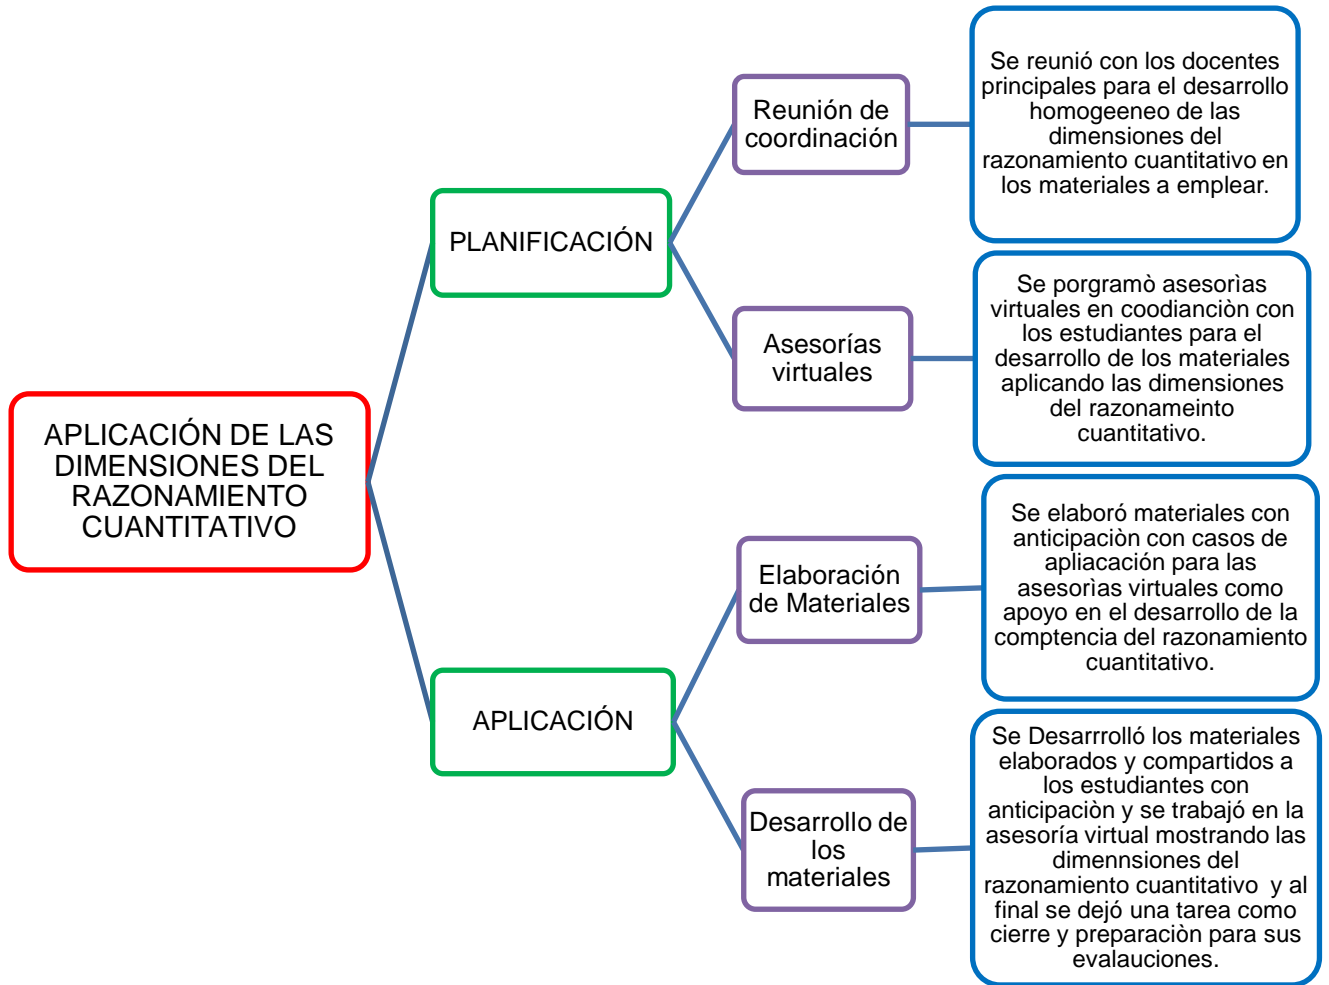 APLICACIÓN DE LAS
DIMENSIONES DEL
RAZONAMIENTO
CUANTITATIVO
PLANIFICACIÓN
Reunión de
coordinación
Se reunió con los docentes
principales para el desarrollo
homogeeneo de las
dimensiones del
razonamiento cuantitativo en
los materiales a emplear.
Asesorías
virtuales
Se porgramò asesorìas
virtuales en coodianciòn con
los estudiantes para el
desarrollo de los materiales
aplicando las dimensiones
del razonameinto
cuantitativo.
APLICACIÓN
Elaboración
de Materiales
Se elaboró materiales con
anticipaciòn con casos de
apliacación para las
asesorìas virtuales como
apoyo en el desarrollo de la
comptencia del razonamiento
cuantitativo.
Desarrollo de
los
materiales
Se Desarrrolló los materiales
elaborados y compartidos a
los estudiantes con
anticipaciòn y se trabajó en la
asesoría virtual mostrando las
dimennsiones del
razonamiento cuantitativo  y al
final se dejó una tarea como
cierre y preparaciòn para sus
evalauciones.